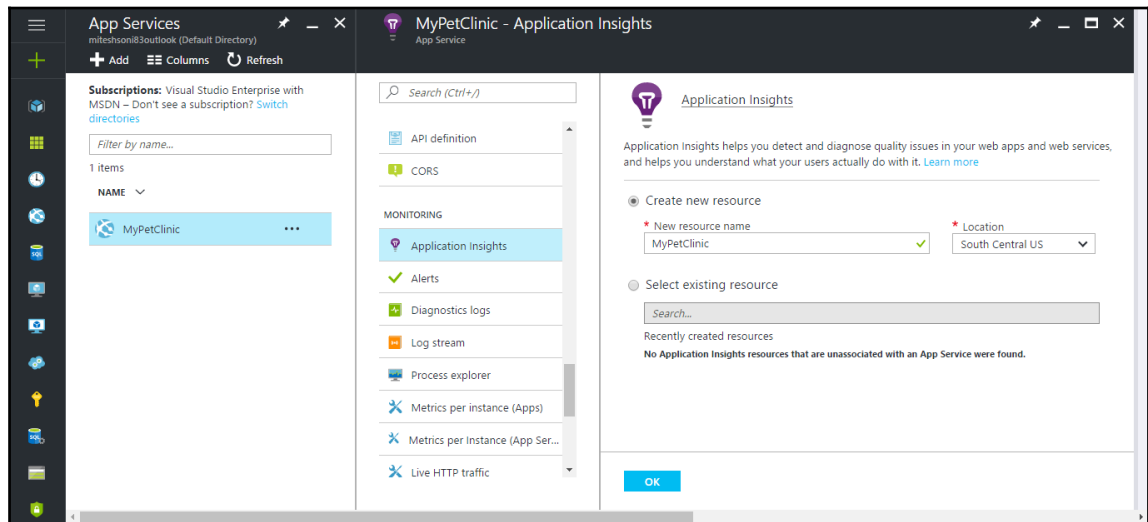 App Services
miteshsoni83outlook (Default Directory)
Add Columns Refresh
Subscriptions: Visual Studio Enterprise with
MSDN – Don't see a subscription? Switch
directories
Filter by name...
1 items
NAME
MyPetClinic
MyPetClinic - Application Insights
App Service
Search (Ctrl+/)
API definition
CORS
MONITORING
Application Insights
Alerts
Diagnostics logs
Log stream
Process explorer
Metrics per instance (Apps)
Metrics per Instance (App Ser...
Live HTTP traffic
Application Insights
Application Insights helps you detect and diagnose quality issues in your web apps and web services,
and helps you understand what your users actually do with it. Learn more
Create new resource
* New resource name * Location
MyPetClinic South Central US
Select existing resource
Search...
Recently created resources
No Application Insights resources that are unassociated with an App Service were found.
OK